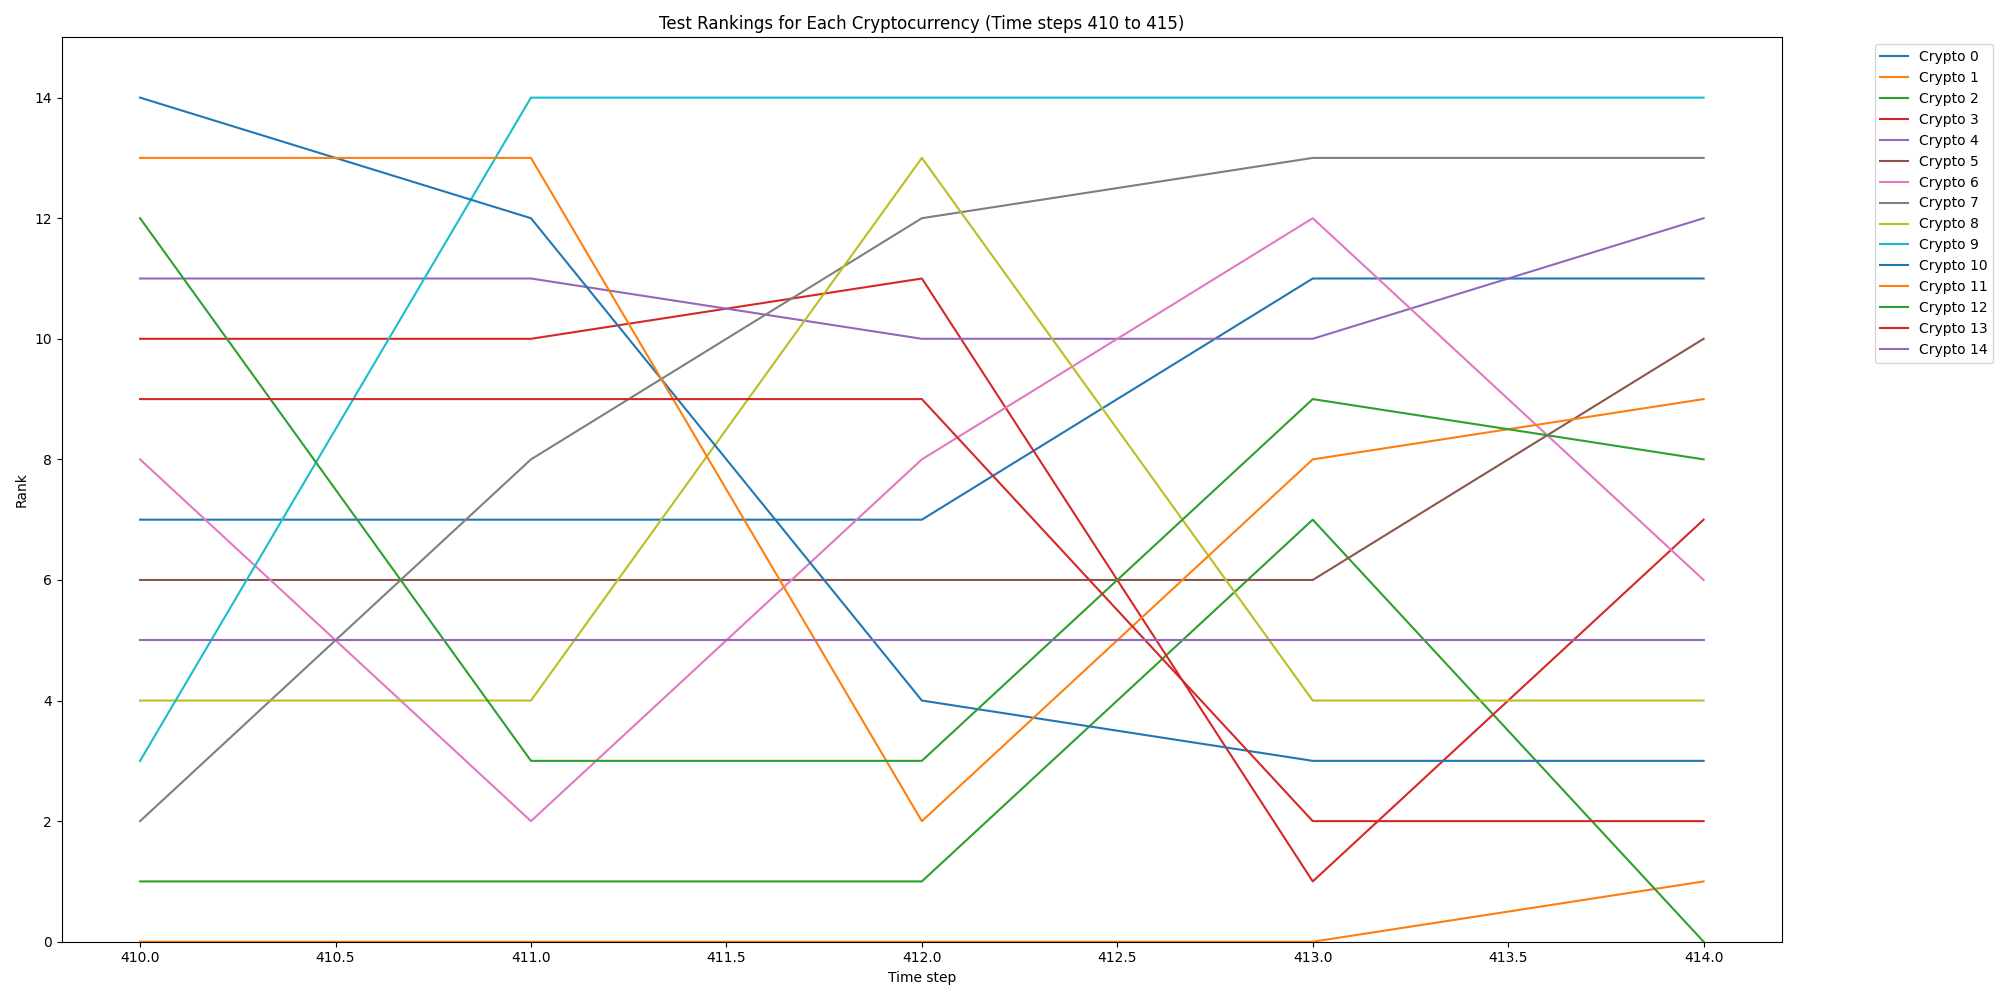 Test Rankings for Each Cryptocurrency (Time steps 410 to 415)
Rank
14
12
10
8
6
4
2
0
410.0 410.5 411.0 411.5 412.0 412.5 413.0 413.5 414.0
Time step
Crypto 0
Crypto 1
Crypto 2
Crypto 3
Crypto 4
Crypto 5
Crypto 6
Crypto 7
Crypto 8
Crypto 9
Crypto 10
Crypto 11
Crypto 12
Crypto 13
Crypto 14